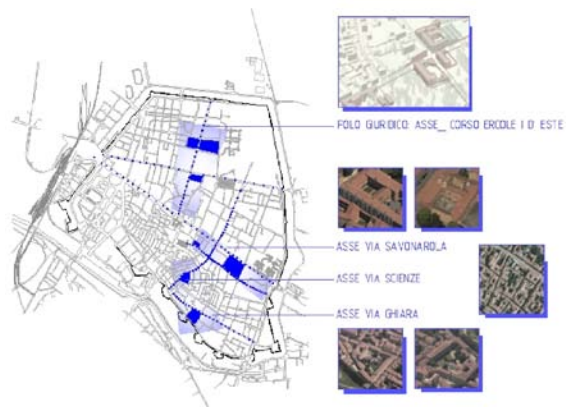 POLO GIURIDICO: ASSE_ CORSO ERCOLE I D' ESTE
ASSE VIA SAVONAROLA
ASSE VIA SCIENZE
ASSE VIA GHIARA